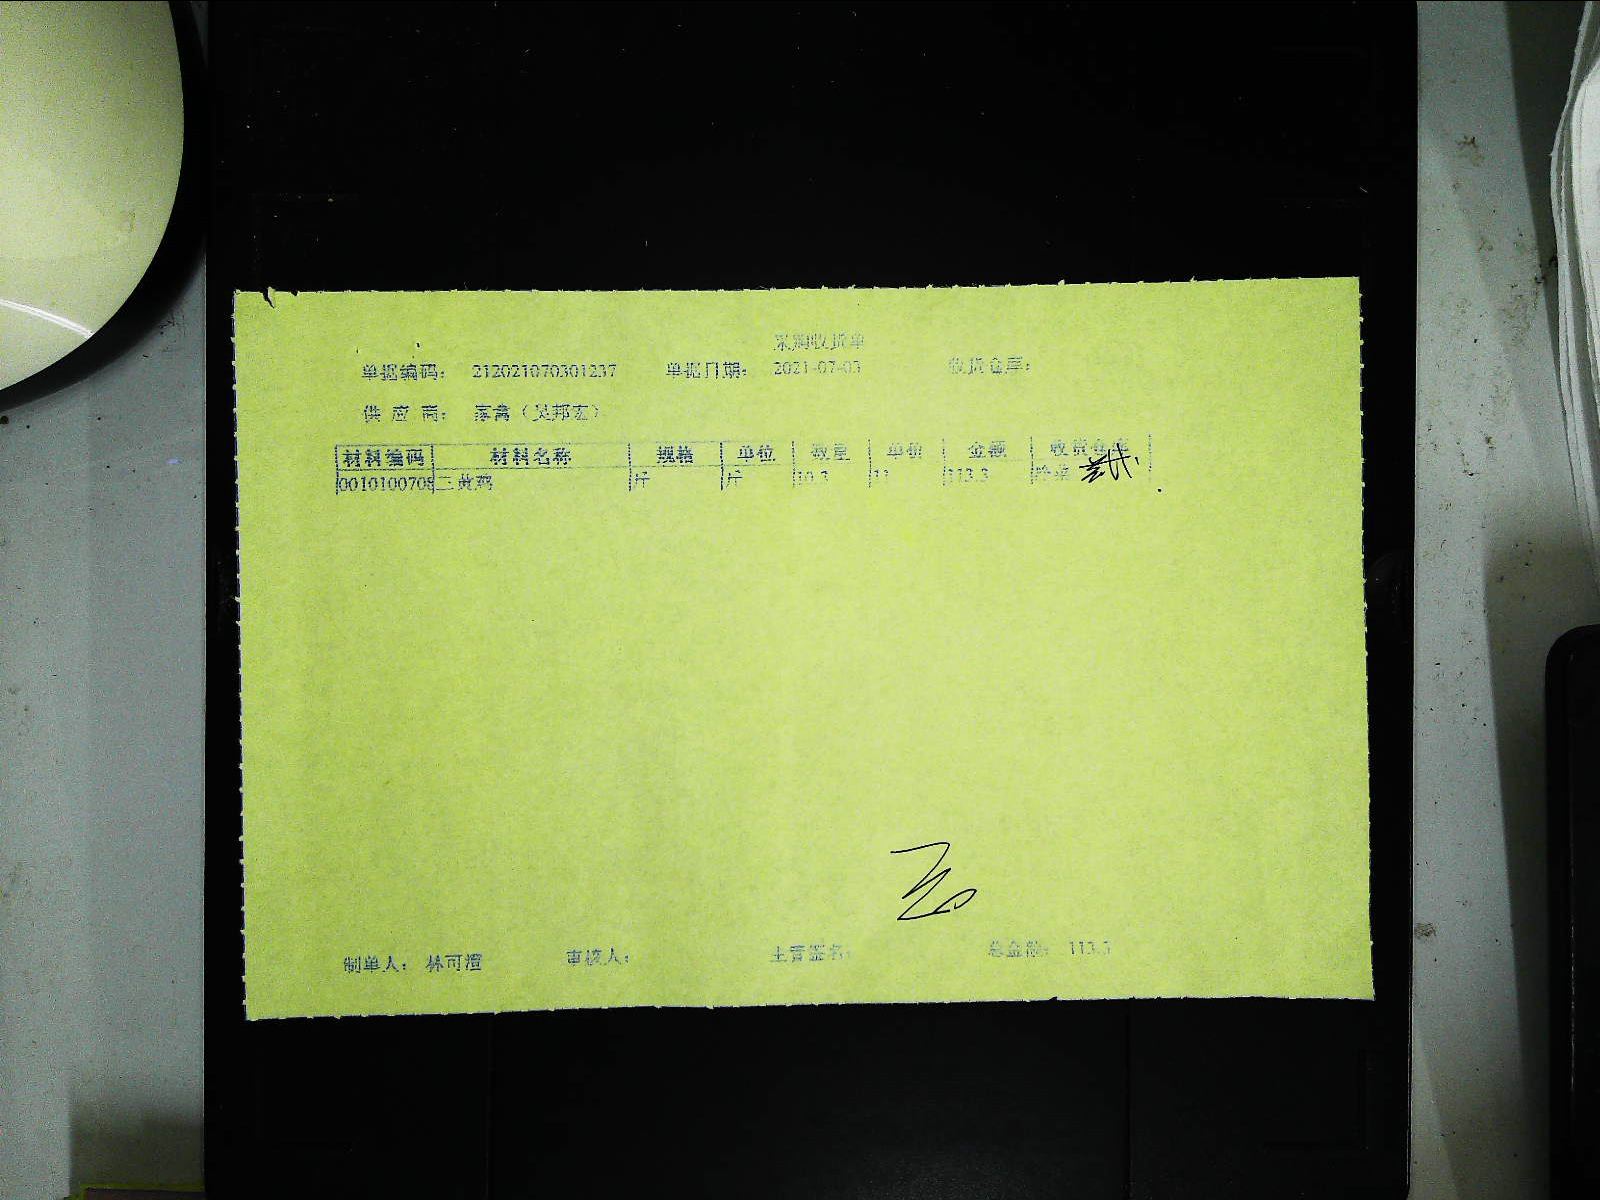 采购收货单
单据编码： 212021070301237 单据日期： 2021-07-03 收货仓库：
供 应 商： 家禽（吴邦宏）
材料编码 材料名称 规格 单位 数量 单价 金额 收货仓库
0010100708 三黄鸡 斤 斤 10.3 11 113.3
制单人： 林可澄 审核人： 主管签名： 总金额： 113.3